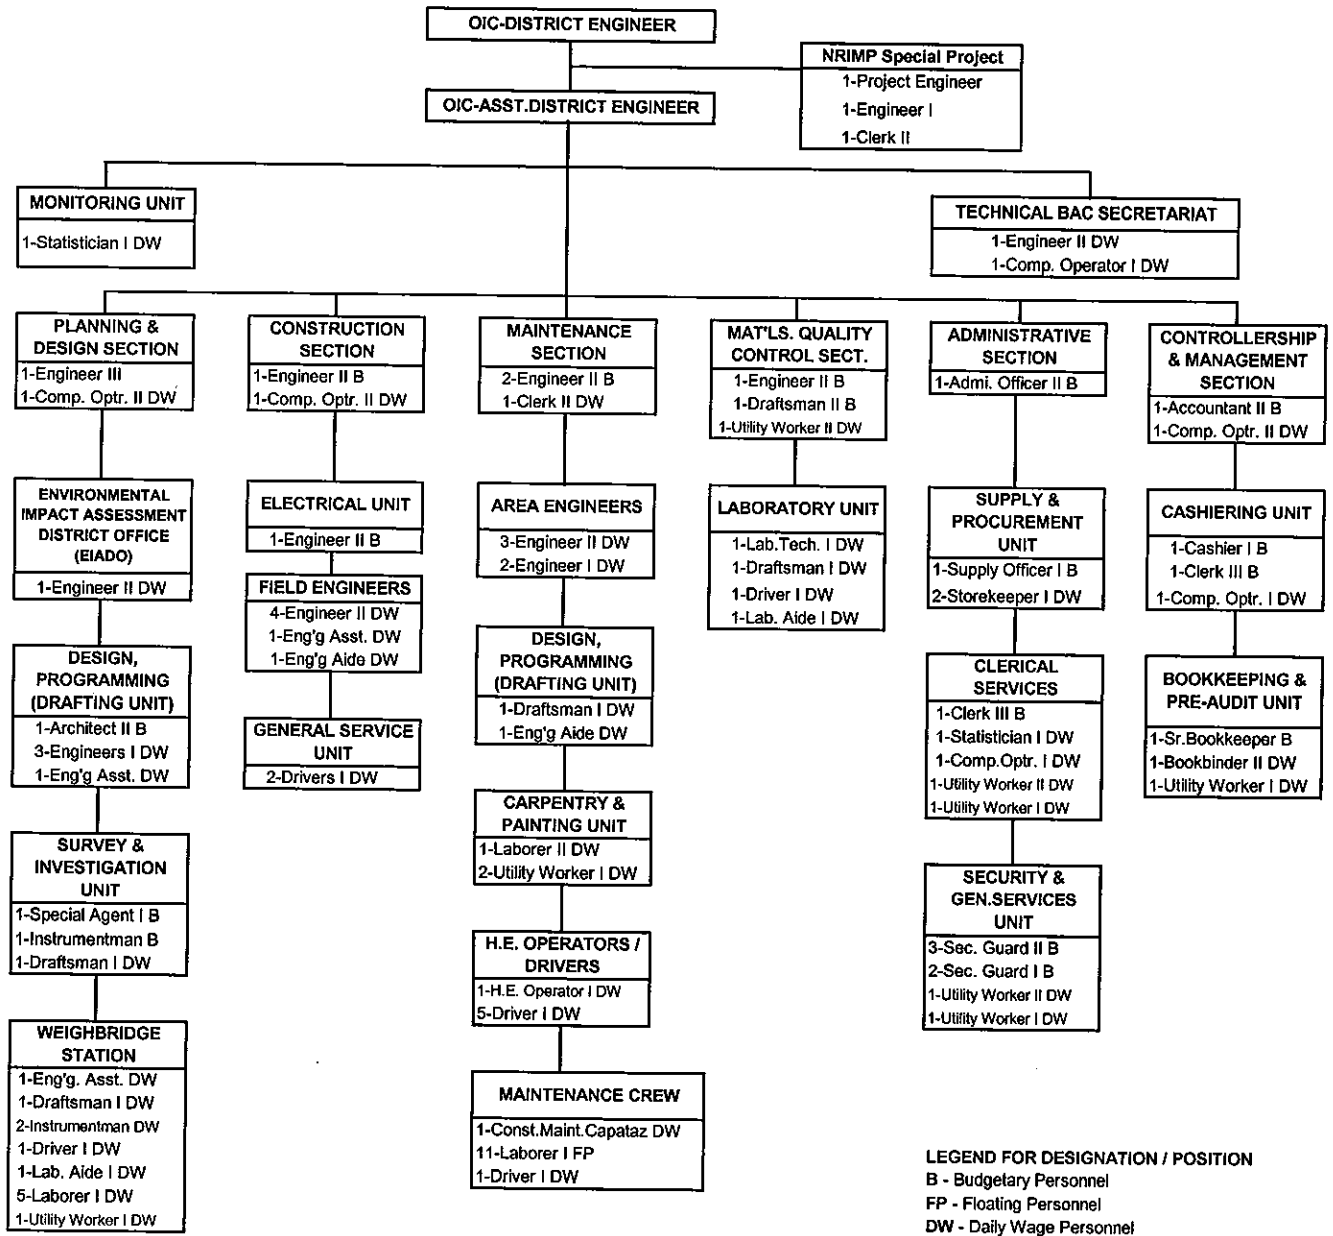 OIC-DISTRICT ENGINEER
NRIMP Special Project
1-Project Engineer
1-Engineer I
1-Clerk II
OIC-ASST.DISTRICT ENGINEER
MONITORING UNIT
1-Statistician I DW
TECHNICAL BAC SECRETARIAT
1-Engineer II DW
1-Comp. Operator I DW
PLANNING &
DESIGN SECTION
1-Engineer III
1-Comp. Optr. II DW
ENVIRONMENTAL
IMPACT ASSESSMENT
DISTRICT OFFICE
(EIADO)
1-Engineer II DW
DESIGN,
PROGRAMMING
(DRAFTING UNIT)
1-Architect II B
3-Engineers I DW
1-Eng'g Asst. DW
SURVEY &
INVESTIGATION
UNIT
1-Special Agent I B
1-Instrumentman B
1-Draftsman I DW
WEIGHBRIDGE
STATION
1-Eng'g. Asst. DW
1-Draftsman I DW
2-Instrumentman DW
1-Driver I DW
1-Lab. Aide I DW
5-Laborer I DW
1-Utility Worker I DW
CONSTRUCTION
SECTION
1-Engineer II B
1-Comp. Optr. II DW
ELECTRICAL UNIT
1-Engineer II B
FIELD ENGINEERS
4-Engineer II DW
1-Eng'g Asst. DW
1-Eng'g Aide DW
GENERAL SERVICE
UNIT
2-Drivers I DW
MAINTENANCE
SECTION
2-Engineer II B
1-Clerk II DW
AREA ENGINEERS
3-Engineer II DW
2-Engineer I DW
DESIGN,
PROGRAMMING
(DRAFTING UNIT)
1-Draftsman I DW
1-Eng'g Aide DW
CARPENTRY &
PAINTING UNIT
1-Laborer II DW
2-Utility Worker I DW
H.E. OPERATORS /
DRIVERS
1-H.E. Operator I DW
5-Driver I DW
MAINTENANCE CREW
1-Const.Maint.Capataz DW
11-Laborer I FP
1-Driver I DW
MAT'LS. QUALITY
CONTROL SECT.
1-Engineer II B
1-Draftsman II B
1-Utility Worker II DW
LABORATORY UNIT
1-Lab.Tech. I DW
1-Draftsman I DW
1-Driver I DW
1-Lab. Aide I DW
ADMINISTRATIVE
SECTION
1-Admi. Officer II B
SUPPLY &
PROCUREMENT
UNIT
1-Supply Officer I B
2-Storekeeper I DW
CLERICAL
SERVICES
1-Clerk III B
1-Statistician I DW
1-Comp.Optr. I DW
1-Utility Worker II DW
1-Utility Worker I DW
SECURITY &
GEN.SERVICES
UNIT
3-Sec. Guard II B
2-Sec. Guard I B
1-Utility Worker II DW
1-Utility Worker I DW
CONTROLLERSHIP
& MANAGEMENT
SECTION
1-Accountant II B
1-Comp. Optr. II DW
CASHIERING UNIT
1-Cashier I B
1-Clerk III B
1-Comp. Optr. I DW
BOOKKEEPING &
PRE-AUDIT UNIT
1-Sr.Bookkeeper B
1-Bookbinder II DW
1-Utility Worker I DW
LEGEND FOR DESIGNATION / POSITION
B - Budgetary Personnel
FP - Floating Personnel
DW - Daily Wage Personnel